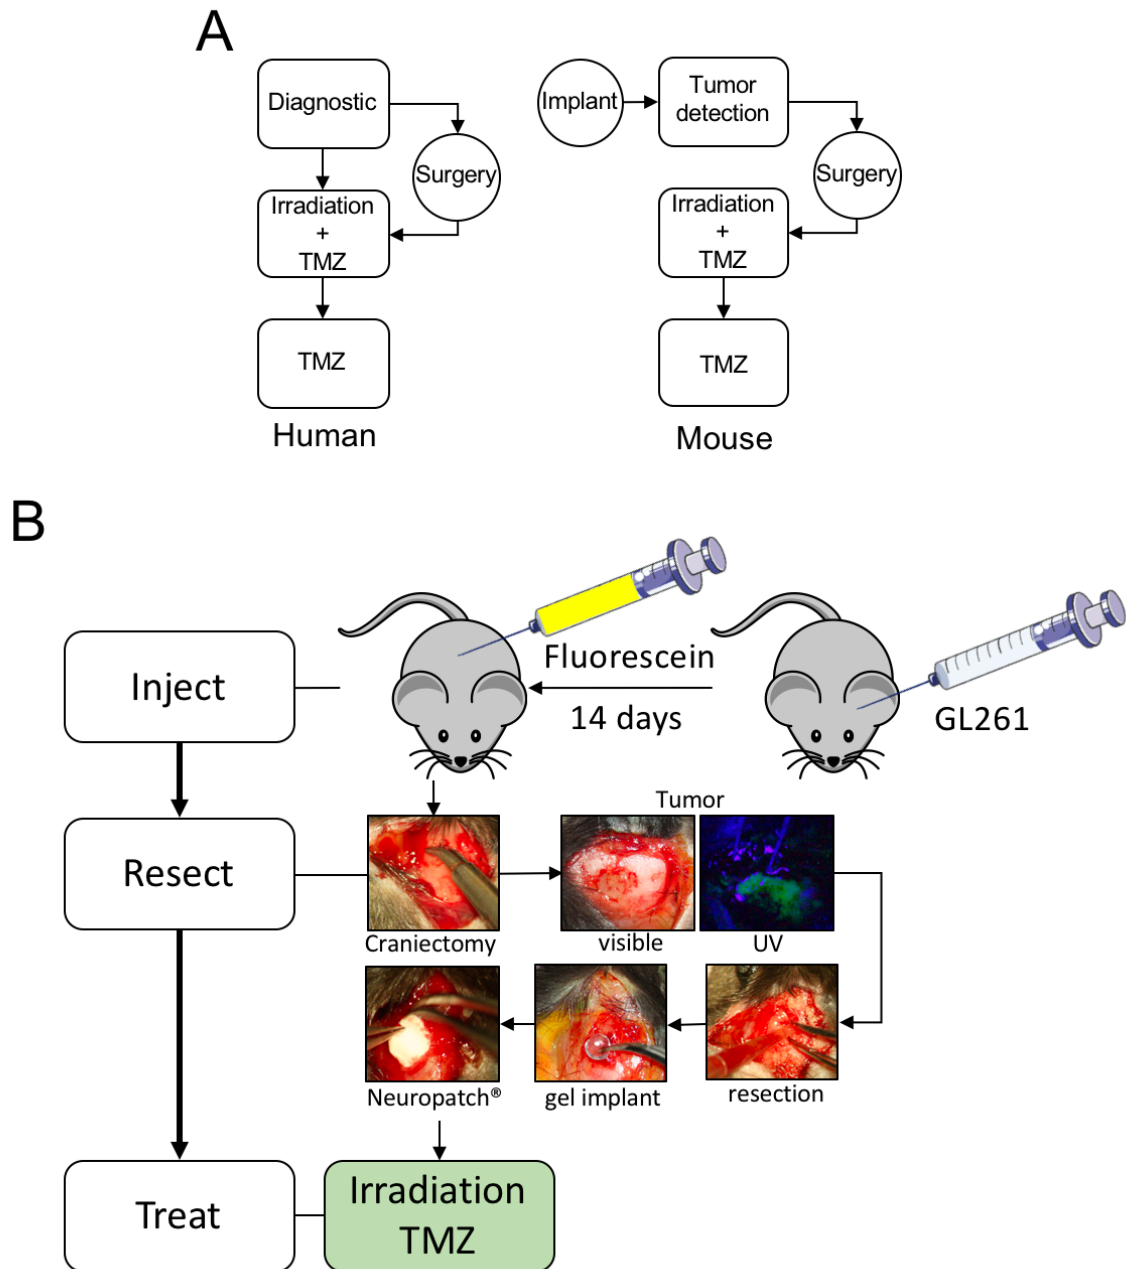 A
Diagnostic
Surgery
Irradiation
+
TMZ
TMZ
Human
Implant
Tumor
detection
Surgery
Irradiation
+
TMZ
TMZ
Mouse
B
Inject
Fluorescein
14 days
GL261
Resect
Tumor
Craniectomy
visible
UV
Neuropatch®
gel implant
resection
Treat
Irradiation
TMZ